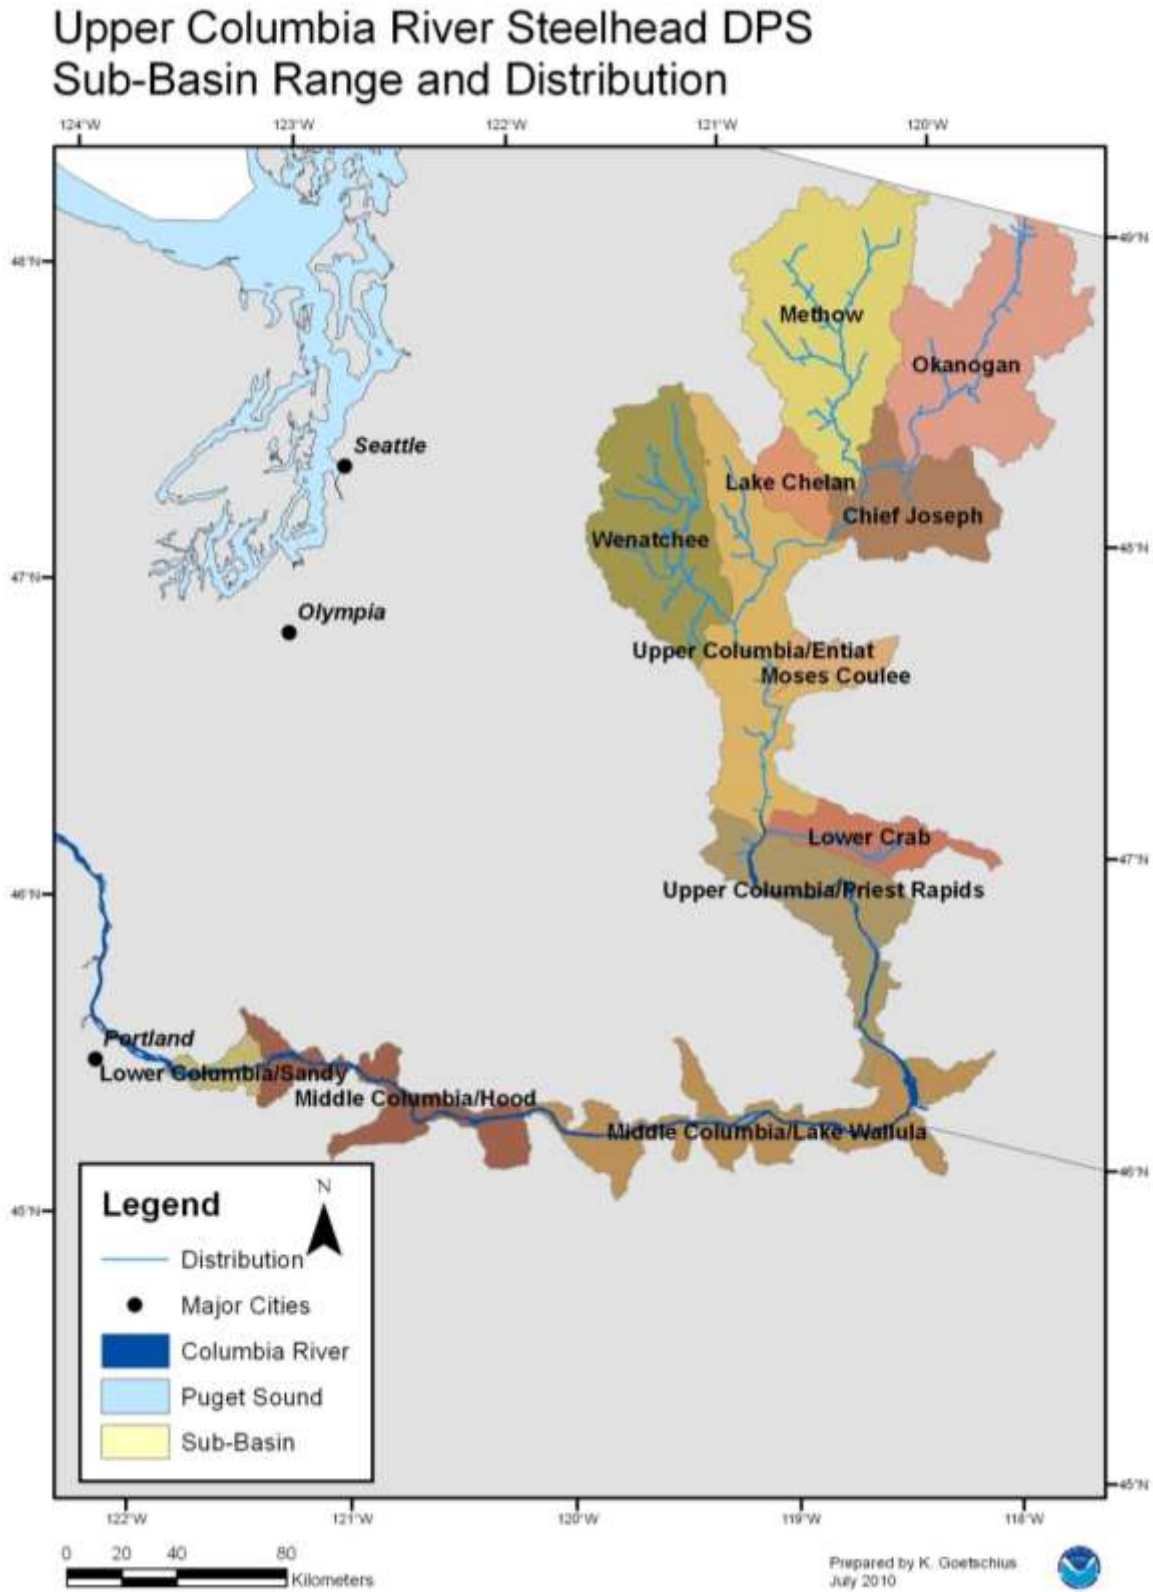 Upper Columbia River Steelhead DPS
Sub-Basin Range and Distribution
124°W 123°W 122°W 121°W 120°W
49°N
48°N
Methow
Okanogan
Seattle
Lake Chelan
Chief Joseph
Wenatchee
48°N
47°N
Olympia
Upper Columbia/Entiat
Moses Coulee
Lower Crab
47°N
Upper Columbia/Priest Rapids
46°N
Portland
Lower Columbia/Sandy
Middle Columbia/Hood
Middle Columbia/Lake Wallula
46°N
Legend
N
45°N
Distribution
Major Cities
Columbia River
Puget Sound
Sub-Basin
45°N
122°W 121°W 120°W 119°W 118°W
0 20 40 80
Kilometers
Prepared by K. Goetschius
July 2010